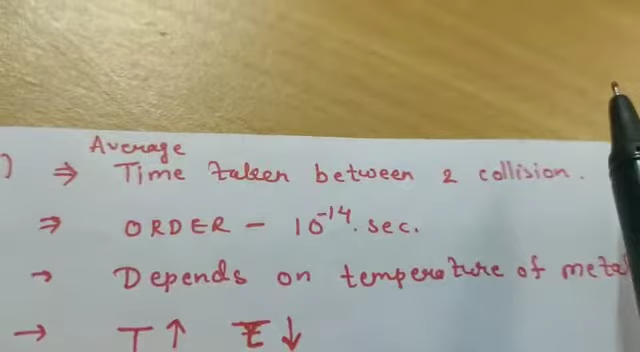 ) ⇒ Average
Time taken between 2 collision.
⇒ ORDER - 10⁻¹⁴. sec.
→ Depends on temperature of metal
→ T↑ ↓